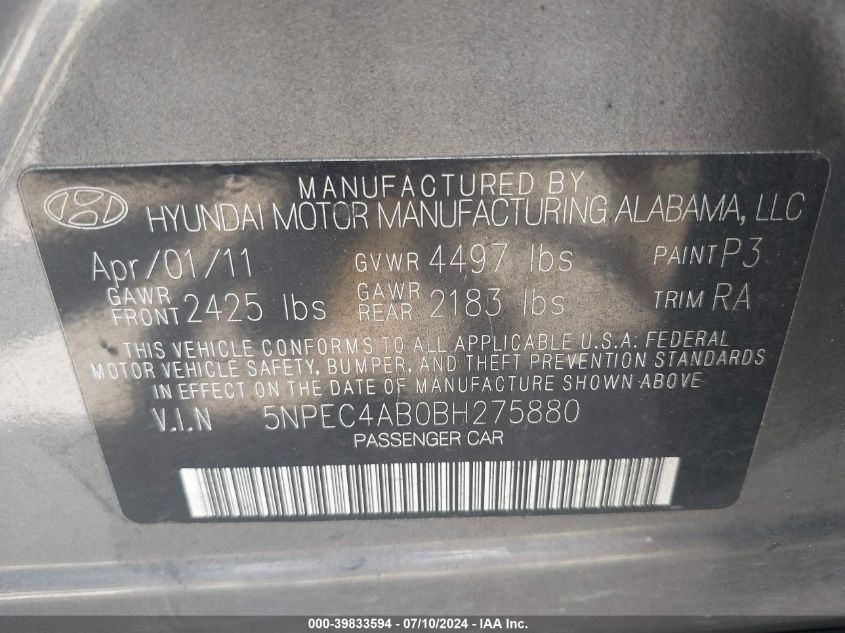 MANUFACTURED BY
HYUNDAI MOTOR MANUFACTURING ALABAMA, LLC
Apr/01/11 GVWR 4497 lbs PAINT P3
GAWR FRONT 2425 lbs GAWR REAR 2183 lbs TRIM RA
THIS VEHICLE CONFORMS TO ALL APPLICABLE U.S.A: FEDERAL
MOTOR VEHICLE SAFETY, BUMPER, AND THEFT PREVENTION STANDARDS
IN EFFECT ON THE DATE OF MANUFACTURE SHOWN ABOVE.
V.I.N 5NPEC4AB0BH275880
PASSENGER CAR
000-39833594 - 07/10/2024 - © IAA, Inc.